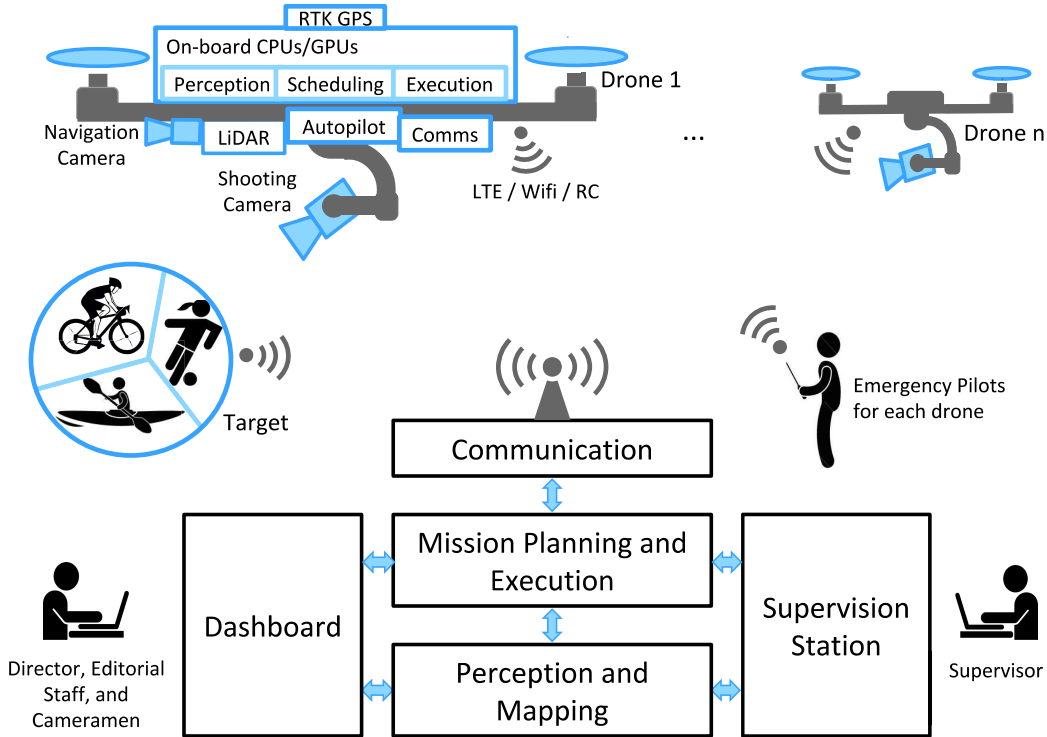 RTK GPS
On-board CPUs/GPUs
Perception
Scheduling
Execution
Drone 1
Navigation
Camera
LiDAR
Autopilot
Comms
...
Drone n
Shooting
Camera
LTE / Wifi / RC
Target
Emergency Pilots
for each drone
Communication
Mission Planning and
Execution
Dashboard
Supervision
Station
Perception and
Mapping
Director, Editorial
Staff, and
Cameramen
Supervisor